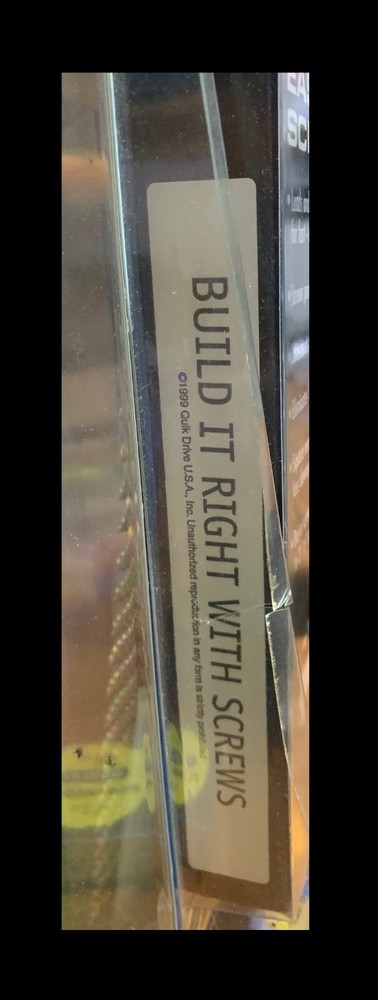 BUILD IT RIGHT WITH SCREWS
©1999 Quik Drive U.S.A., Inc. Unauthorized reproduction in any form is strictly prohibited